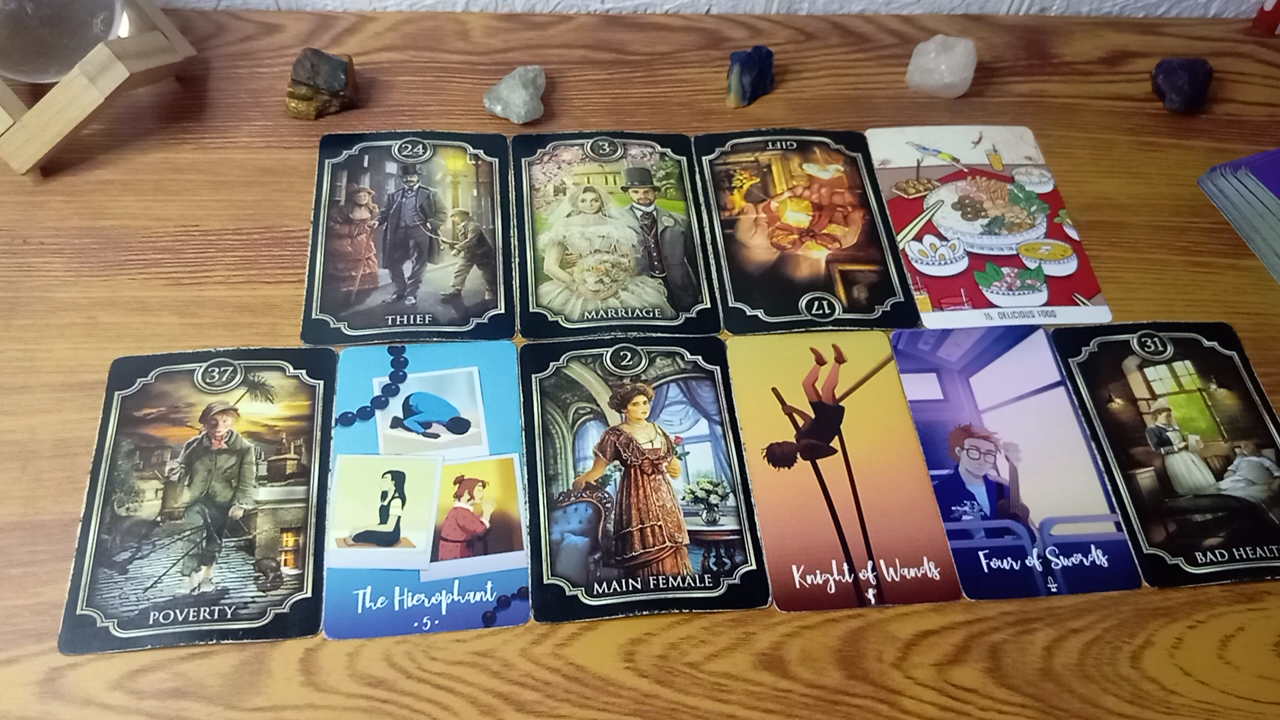 24
THIEF
3
MARRIAGE
GIFT
17
15. DELICIOUS FOOD
37
POVERTY
The Hierophant
·5·
2
MAIN FEMALE
Knight of Wands
Four of Swords
31
BAD HEALT